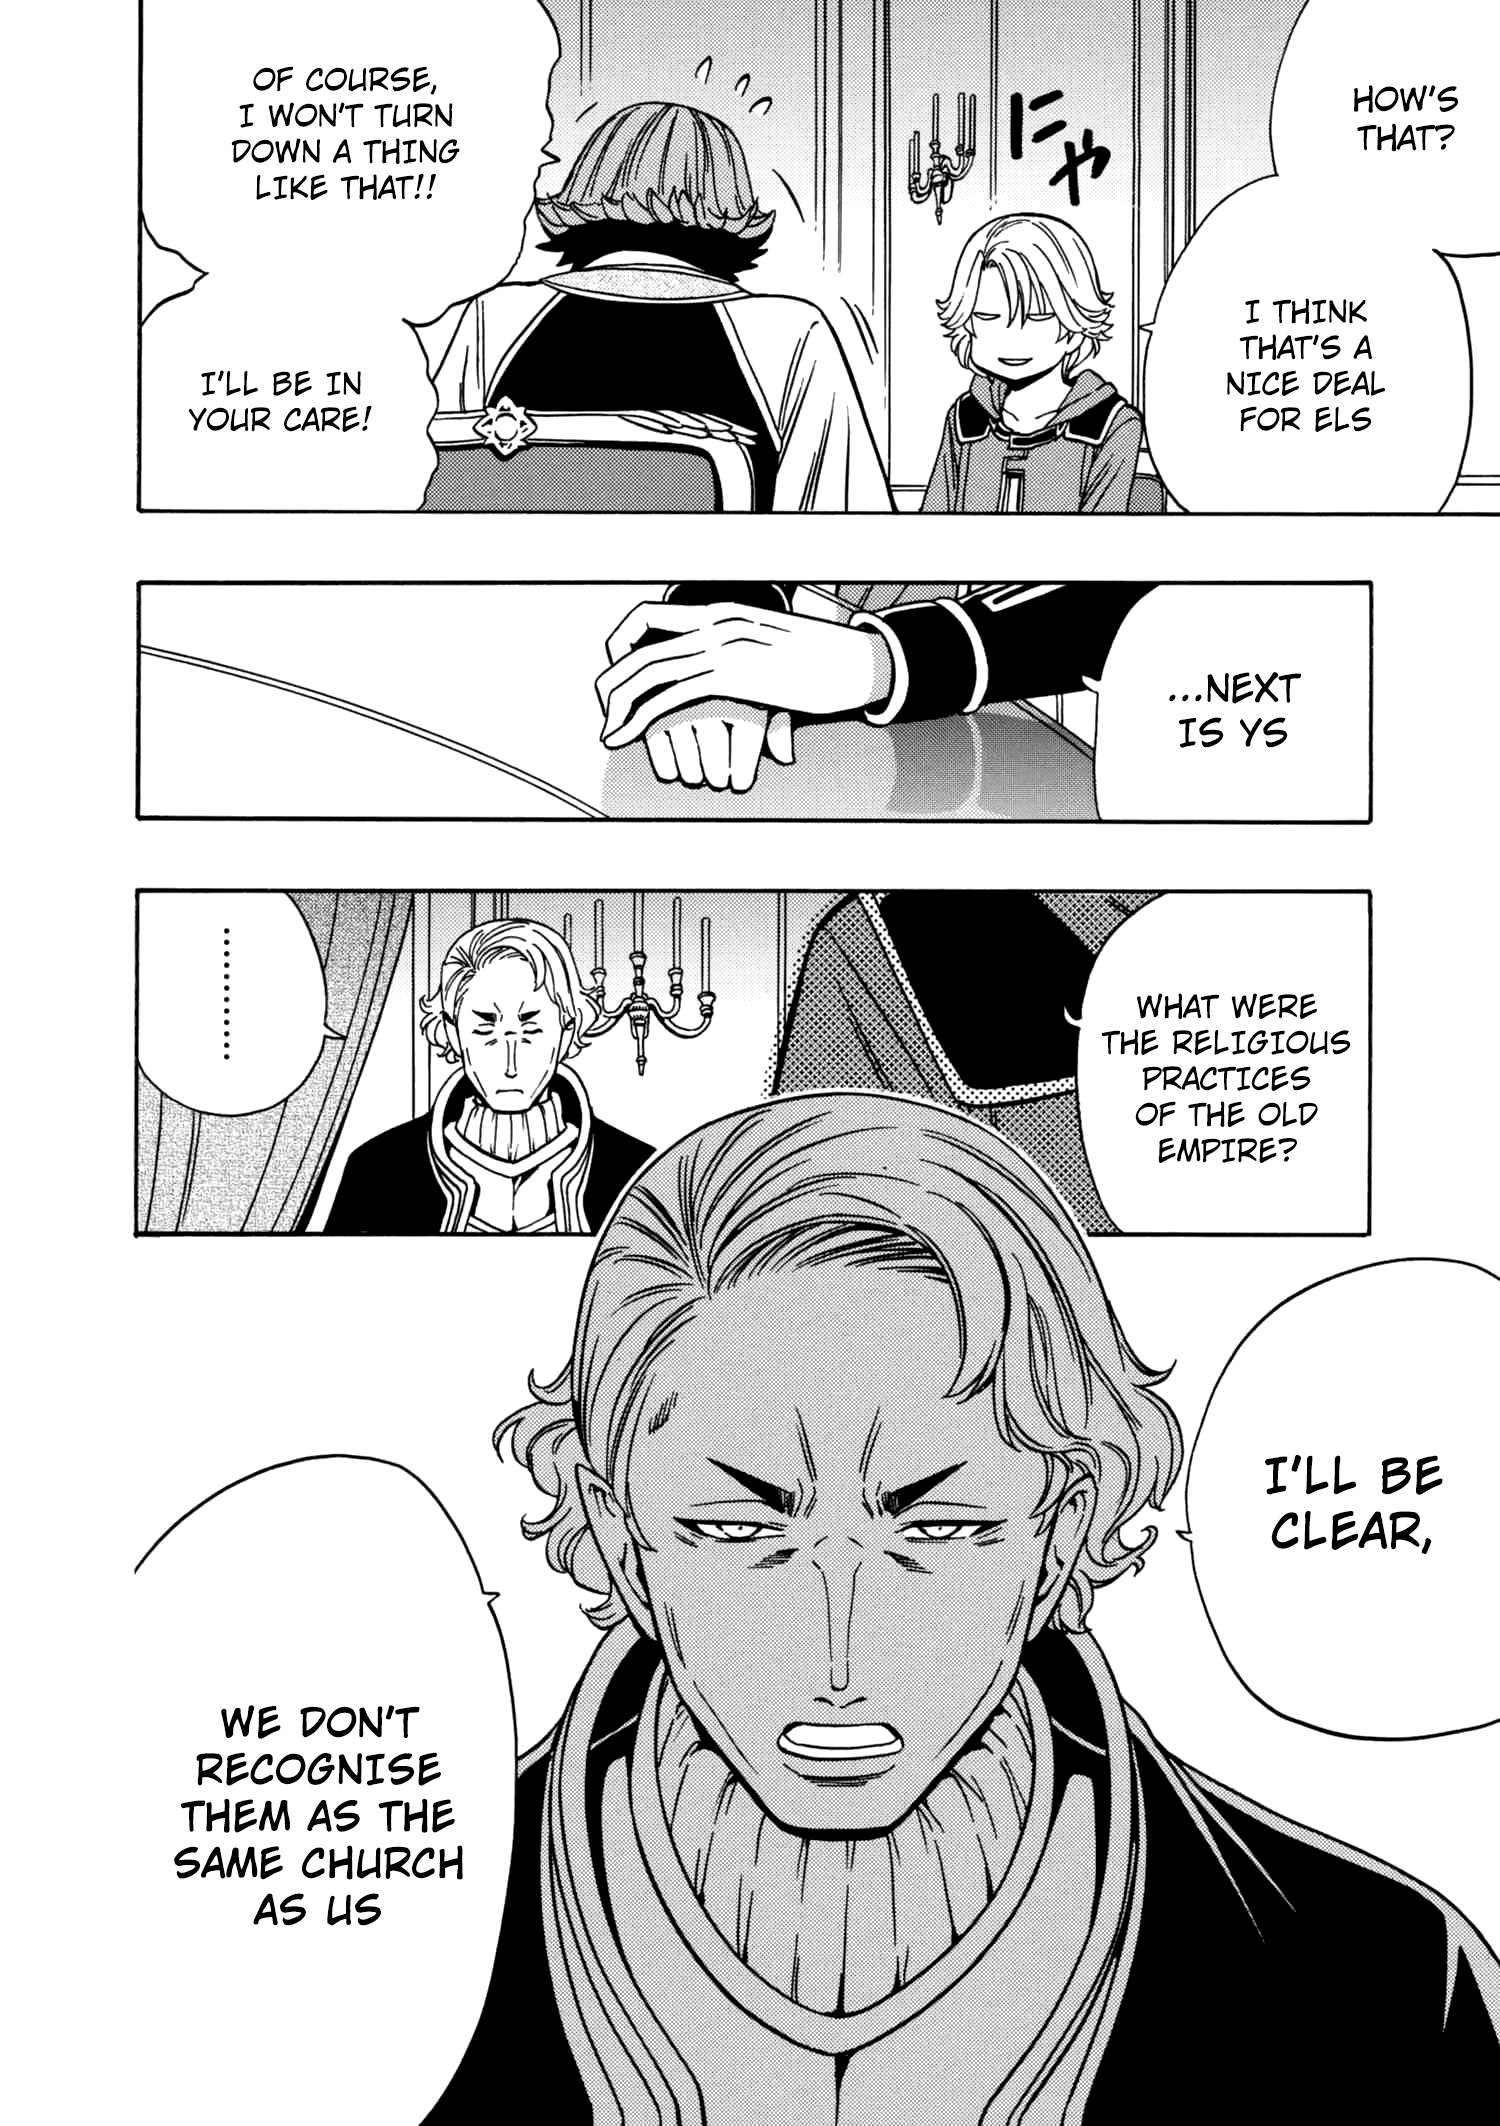 HOW'S
THAT?
I THINK
THAT'S A
NICE DEAL
FOR ELS
にゃ
OF COURSE,
I WON'T TURN
DOWN A THING
LIKE THAT!!
I'LL BE IN
YOUR CARE!
...NEXT
IS YS
WHAT WERE
THE RELIGIOUS
PRACTICES
OF THE OLD
EMPIRE?
.........
I'LL BE
CLEAR,
WE DON'T
RECOGNISE
THEM AS THE
SAME CHURCH
AS US